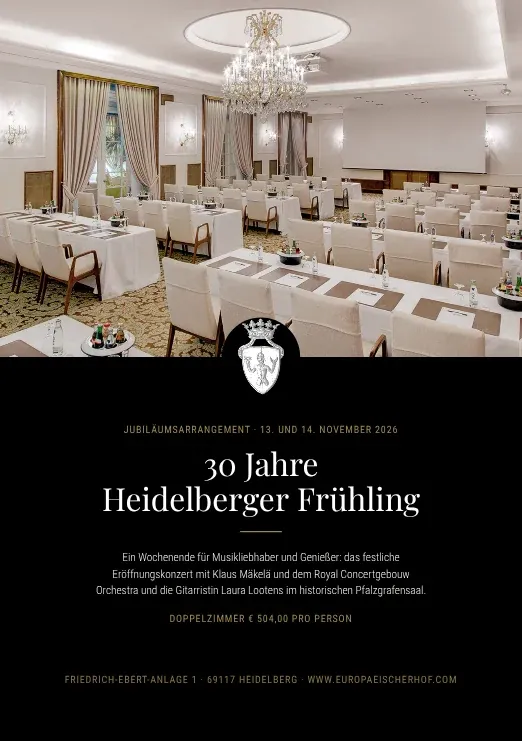 JUBILÄUMSARRANGEMENT · 13. UND 14. NOVEMBER 2026
30 Jahre
Heidelberger Frühling
Ein Wochenende für Musikliebhaber und Genießer: das festliche
Eröffnungskonzert mit Klaus Mäkelä und dem Royal Concertgebouw
Orchestra und die Gitarristin Laura Lootens im historischen Pfalzgrafensaal.
DOPPELZIMMER € 504,00 PRO PERSON
FRIEDRICH-EBERT-ANLAGE 1 · 69117 HEIDELBERG · WWW.EUROPAEISCHERHOF.COM